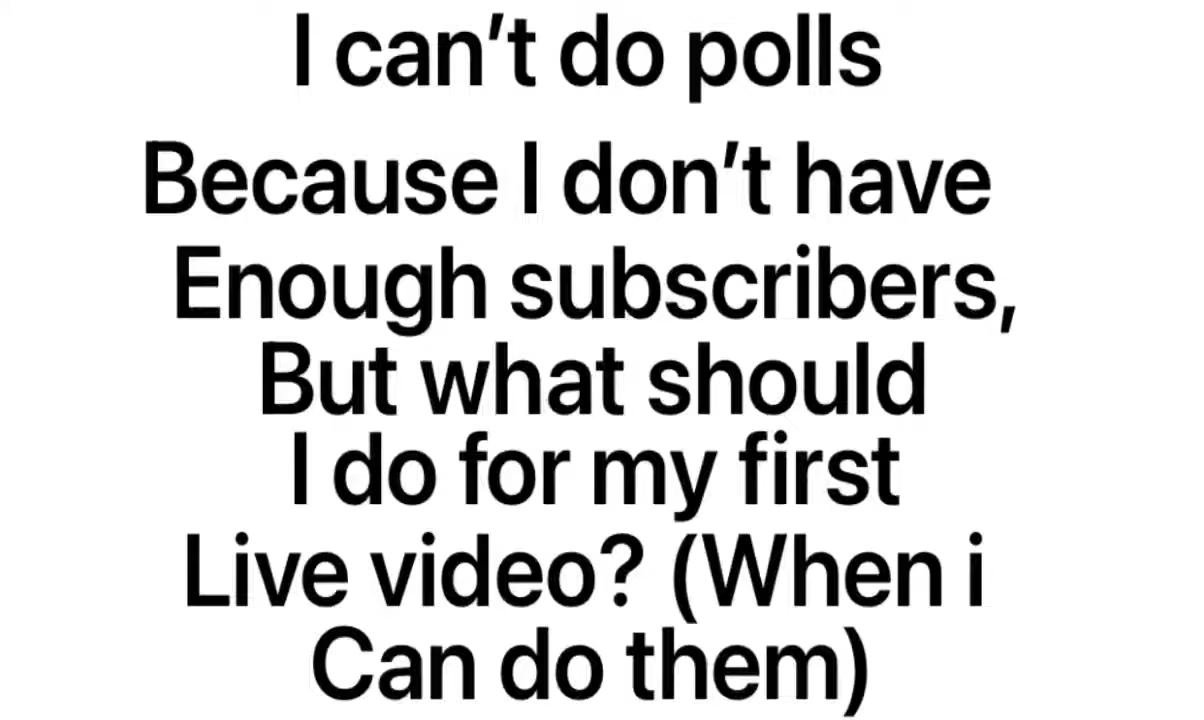 I can’t do polls
Because I don’t have
Enough subscribers,
But what should
I do for my first
Live video? (When i
Can do them)